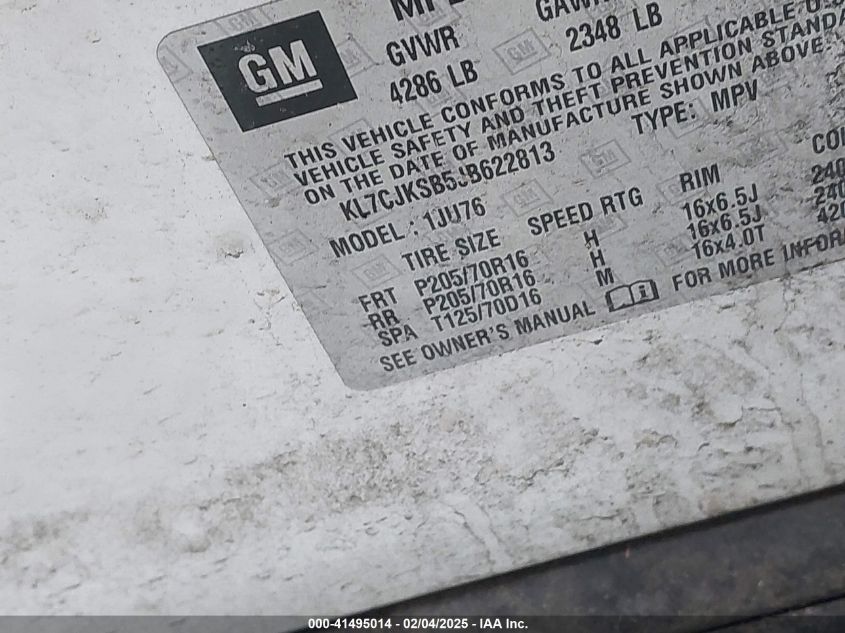 GM
GVWR
4286 LB
2348 LB
THIS VEHICLE CONFORMS TO ALL APPLICABLE
VEHICLE SAFETY AND THEFT PREVENTION
ON THE DATE OF MANUFACTURE SHOWN ABOVE.
KL7CJKSB5JB622813 TYPE: MPV
MODEL : 1JU76
TIRE SIZE SPEED RTG RIM
FRT P205/70R16 H 16x6.5J
RR P205/70R16 H 16x6.5J
SPA T125/70D16 M 16x4.0T
SEE OWNER'S MANUAL FOR MORE
000-41495014 - 02/04/2025 - IAA Inc.